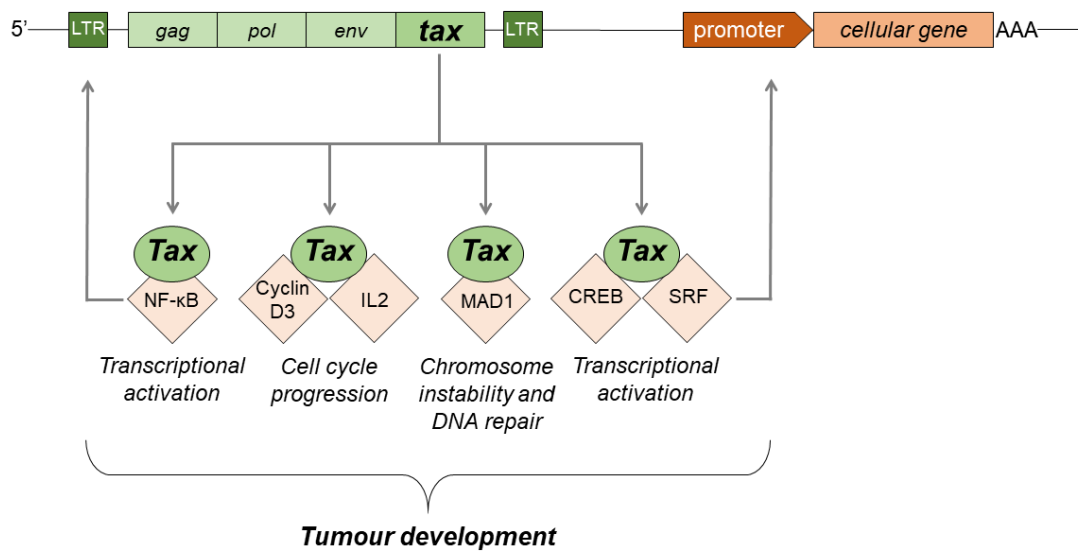 5’ LTR gag pol env tax LTR promoter cellular gene AAA
Tax Tax Tax Tax
NF-κB Cyclin D3 IL2 MAD1 CREB SRF
Transcriptional activation
Cell cycle progression
Chromosome instability and DNA repair
Transcriptional activation
Tumour development